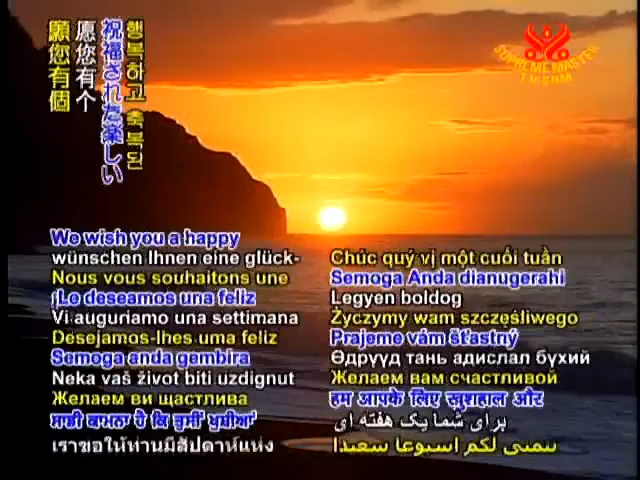 願您有個
愿您有个
祝福された楽しい
행복하고 축복된
SUPREME MASTER
TV.COM
We wish you a happy
wünschen Ihnen eine glück-
Nous vous souhaitons une
¡Le deseamos una feliz
Vi auguriamo una settimana
Desejamos-lhes uma feliz
Semoga anda gembira
Neka vaš život biti uzdignut
Желаем ви щастлива
ਸਾਡੀ ਕਾਮਨਾ ਹੈ ਕਿ ਤੁਸੀਂ ਖੁਸ਼ੀਆਂ
เราขอให้ท่านมีสัปดาห์แห่ง
Chúc quý vị một cuối tuần
Semoga Anda dianugerahi
Legyen boldog
Życzymy wam szczęśliwego
Prajeme vám šťastný
Өдрүүд тань адислал бүхий
Желаем вам счастливой
हम आपके लिए खुशहाल और
برای شما یک هفته ای
نتمنى لكم اسبوعا سعيدا